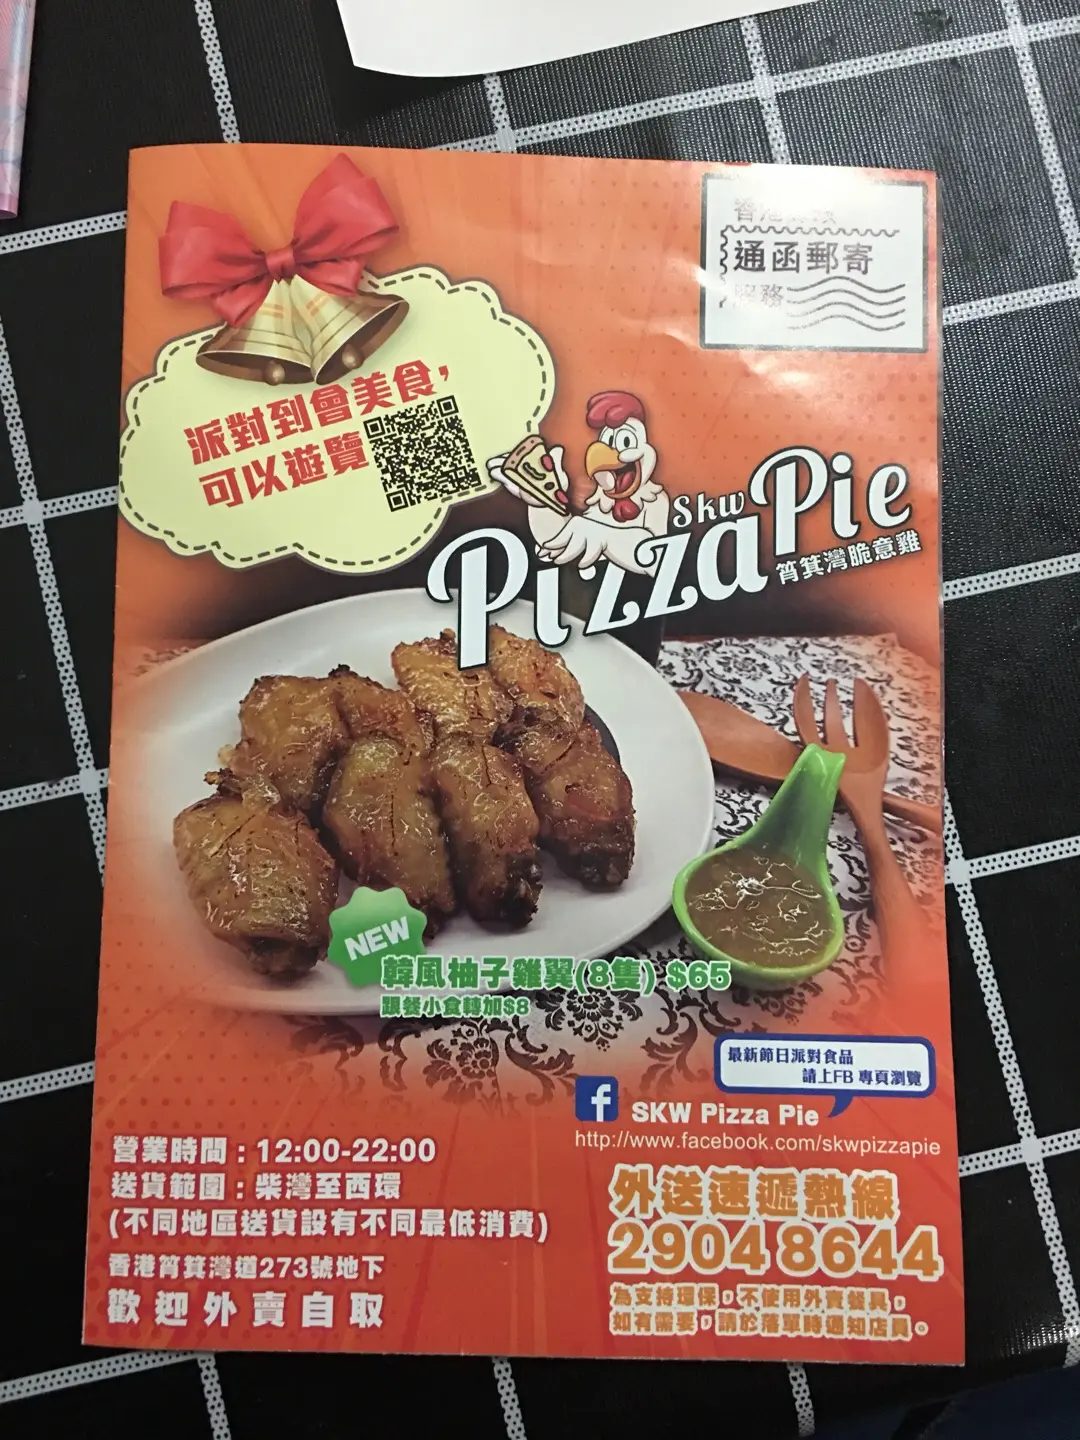 通函郵寄
派對到會美食,
可以遊覽
Skw
PizzaPie
筲箕灣脆意雞
NEW
韓風柚子雞翼(8隻) $65
跟餐小食轉加$8
最新節日派對食品
請上FB 專頁瀏覽
f SKW Pizza Pie
http://www.facebook.com/skwpizzapie
營業時間：12:00-22:00
送貨範圍：柴灣至西環
(不同地區送貨設有不同最低消費)
香港筲箕灣道273號地下
歡迎外賣自取
外送速遞熱線
2904 8644
為支持環保，不使用外賣餐具，
如有需要，請於落單時通知店員。